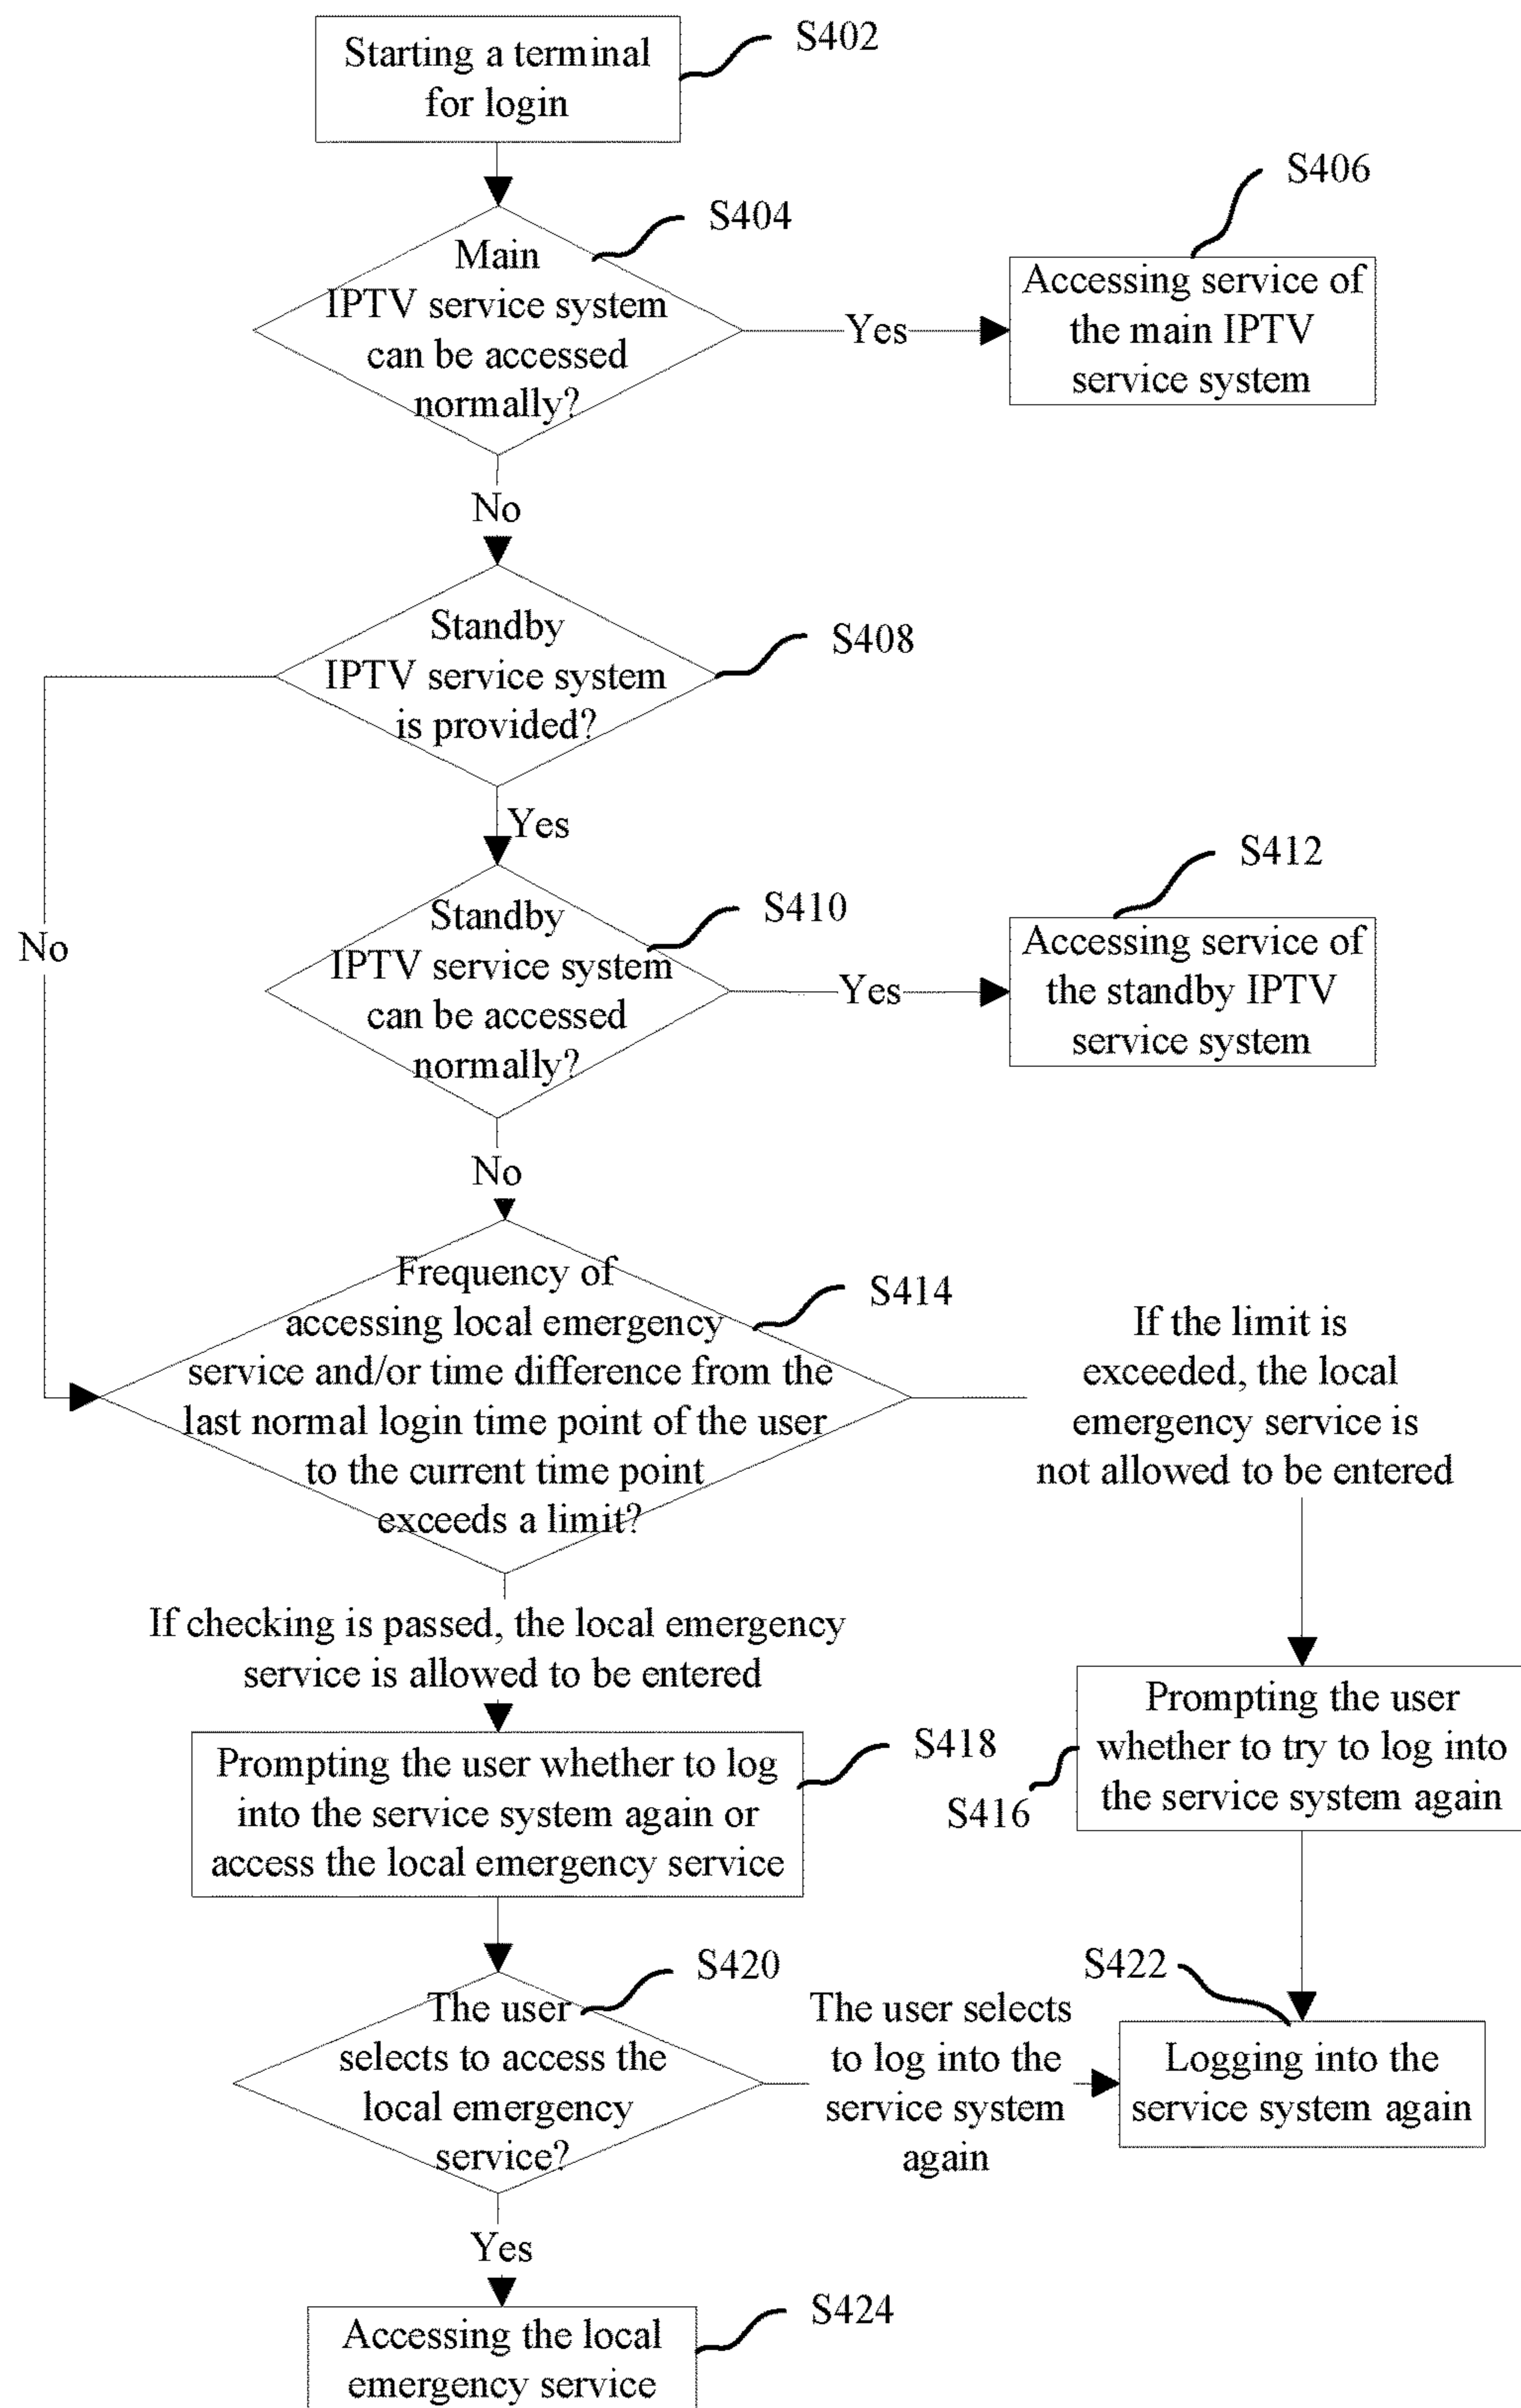 Starting a terminal
for login
S402
Main
IPTV service system
can be accessed
normally?
S404
Yes
Accessing service of
the main IPTV
service system
S406
No
Standby
IPTV service system
is provided?
S408
No
Yes
Standby
IPTV service system
can be accessed
normally?
S410
Yes
Accessing service of
the standby IPTV
service system
S412
No
Frequency of
accessing local emergency
service and/or time difference from the
last normal login time point of the user
to the current time point
exceeds a limit?
S414
If the limit is
exceeded, the local
emergency service is
not allowed to be entered
If checking is passed, the local emergency
service is allowed to be entered
Prompting the user whether to log
into the service system again or
access the local emergency service
S418
Prompting the user
whether to try to log into
the service system again
S416
The user
selects to access the
local emergency
service?
S420
The user selects
to log into the
service system
again
S422
Logging into the
service system again
Yes
Accessing the local
emergency service
S424